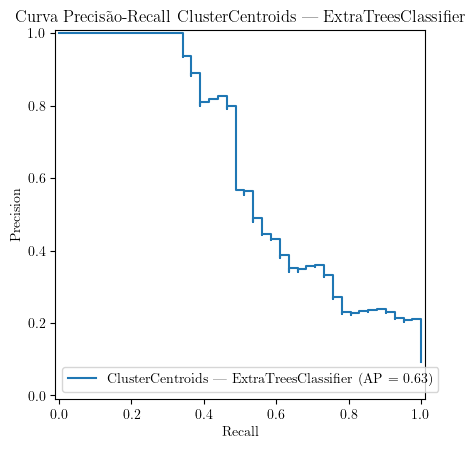 Curva Precisão-Recall ClusterCentroids — ExtraTreesClassifier
1.0
0.8
0.6
0.4
0.2
0.0
Precision
ClusterCentroids — ExtraTreesClassifier (AP = 0.63)
0.0 0.2 0.4 0.6 0.8 1.0
Recall